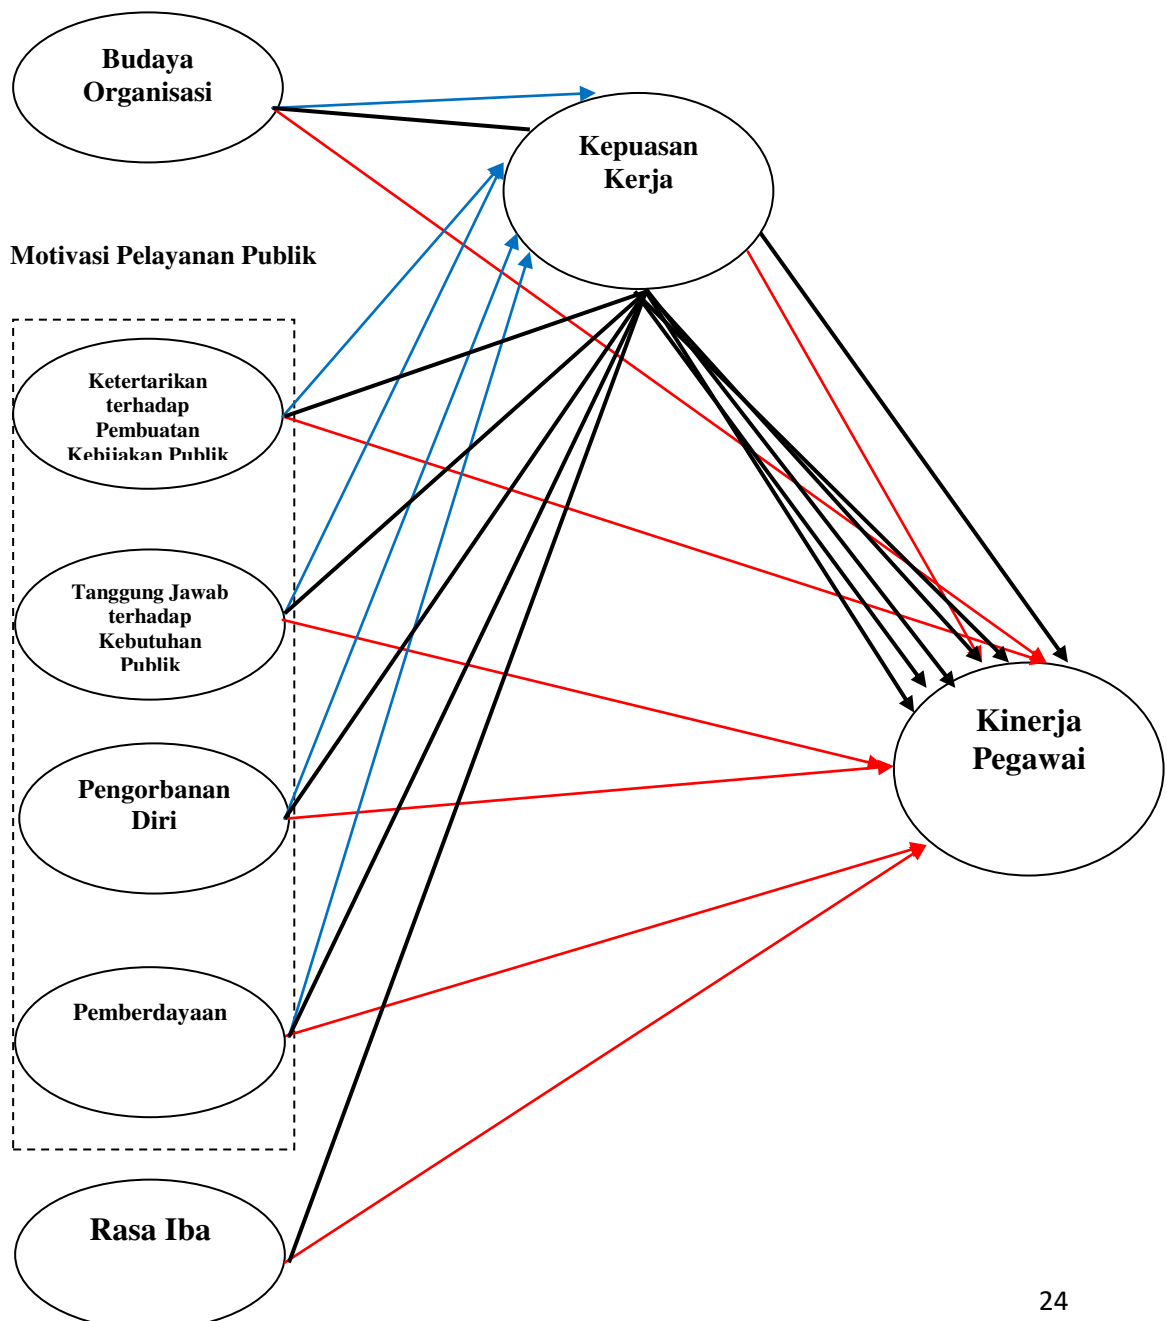 Budaya
Organisasi
Kepuasan
Kerja
Motivasi Pelayanan Publik
Ketertarikan
terhadap
Pembuatan
Kebijakan Publik
Tanggung Jawab
terhadap
Kebutuhan
Publik
Pengorbanan
Diri
Kinerja
Pegawai
Pemberdayaan
Rasa Iba
24